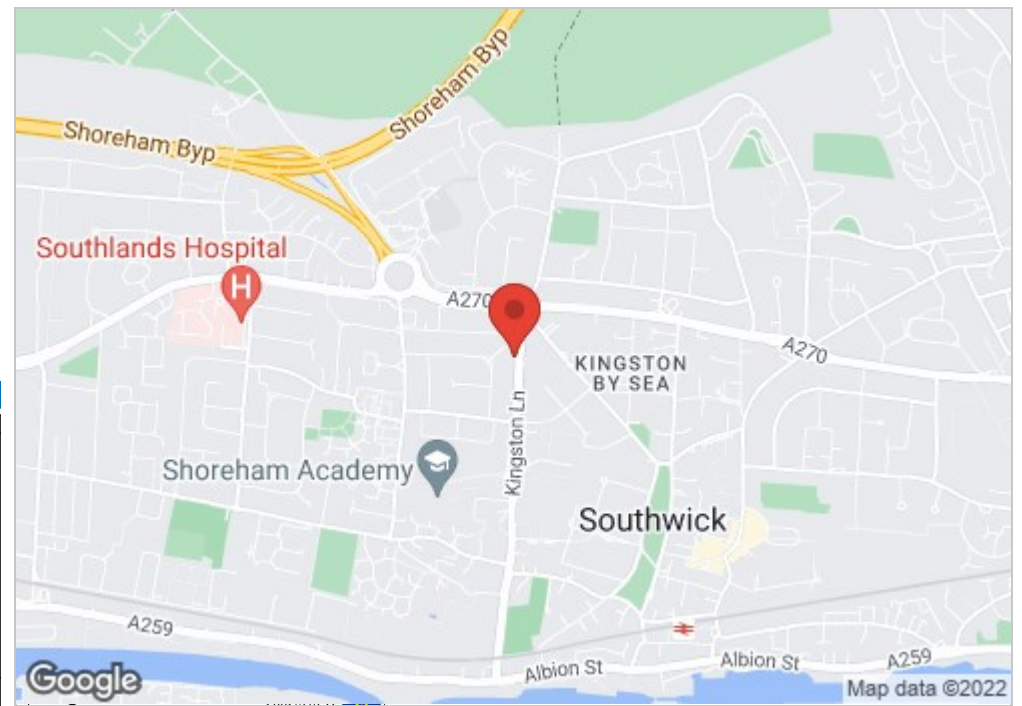 Shoreham Byp
Shoreham Byp
Southlands Hospital
H
A270
A270
KINGSTON
BY SEA
Kingston Ln
Shoreham Academy
Southwick
A259
Albion St
Albion St
A259
Google
Map data ©2022